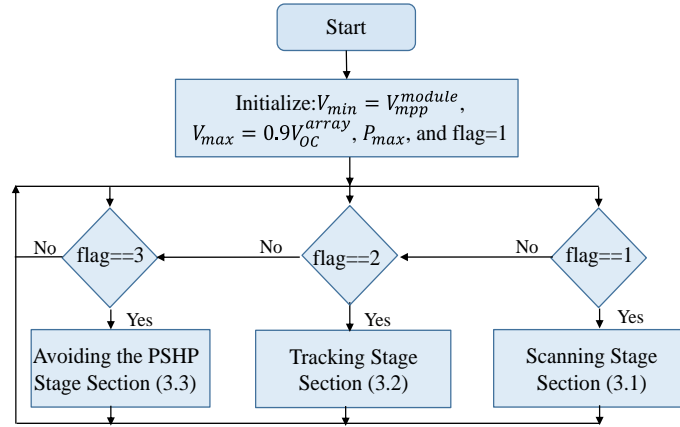 Start
Initialize:V_min = V_mpp^module,
V_max = 0.9V_OC^array, P_max, and flag=1
flag==3
flag==2
flag==1
No
No
No
Yes
Yes
Yes
Avoiding the PSHP
Stage Section (3.3)
Tracking Stage
Section (3.2)
Scanning Stage
Section (3.1)